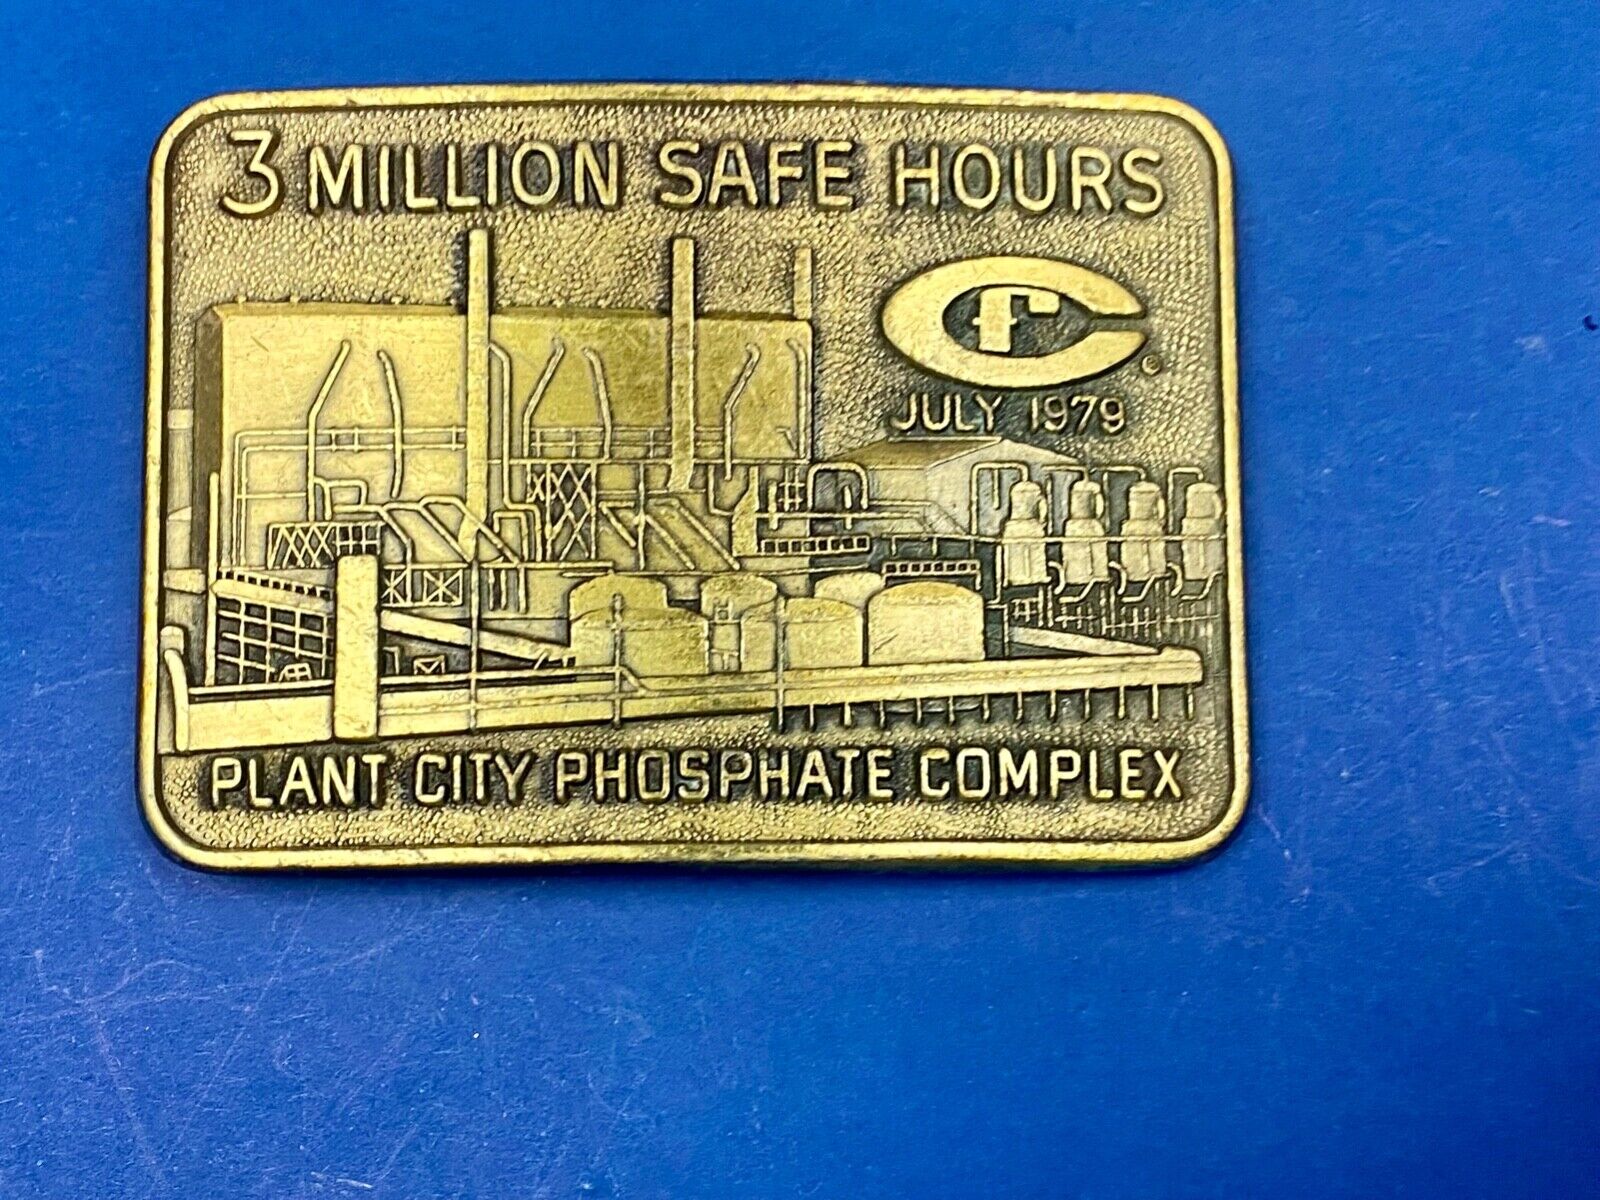 3 MILLION SAFE HOURS
Cf
®
JULY 1979
PLANT CITY PHOSPHATE COMPLEX